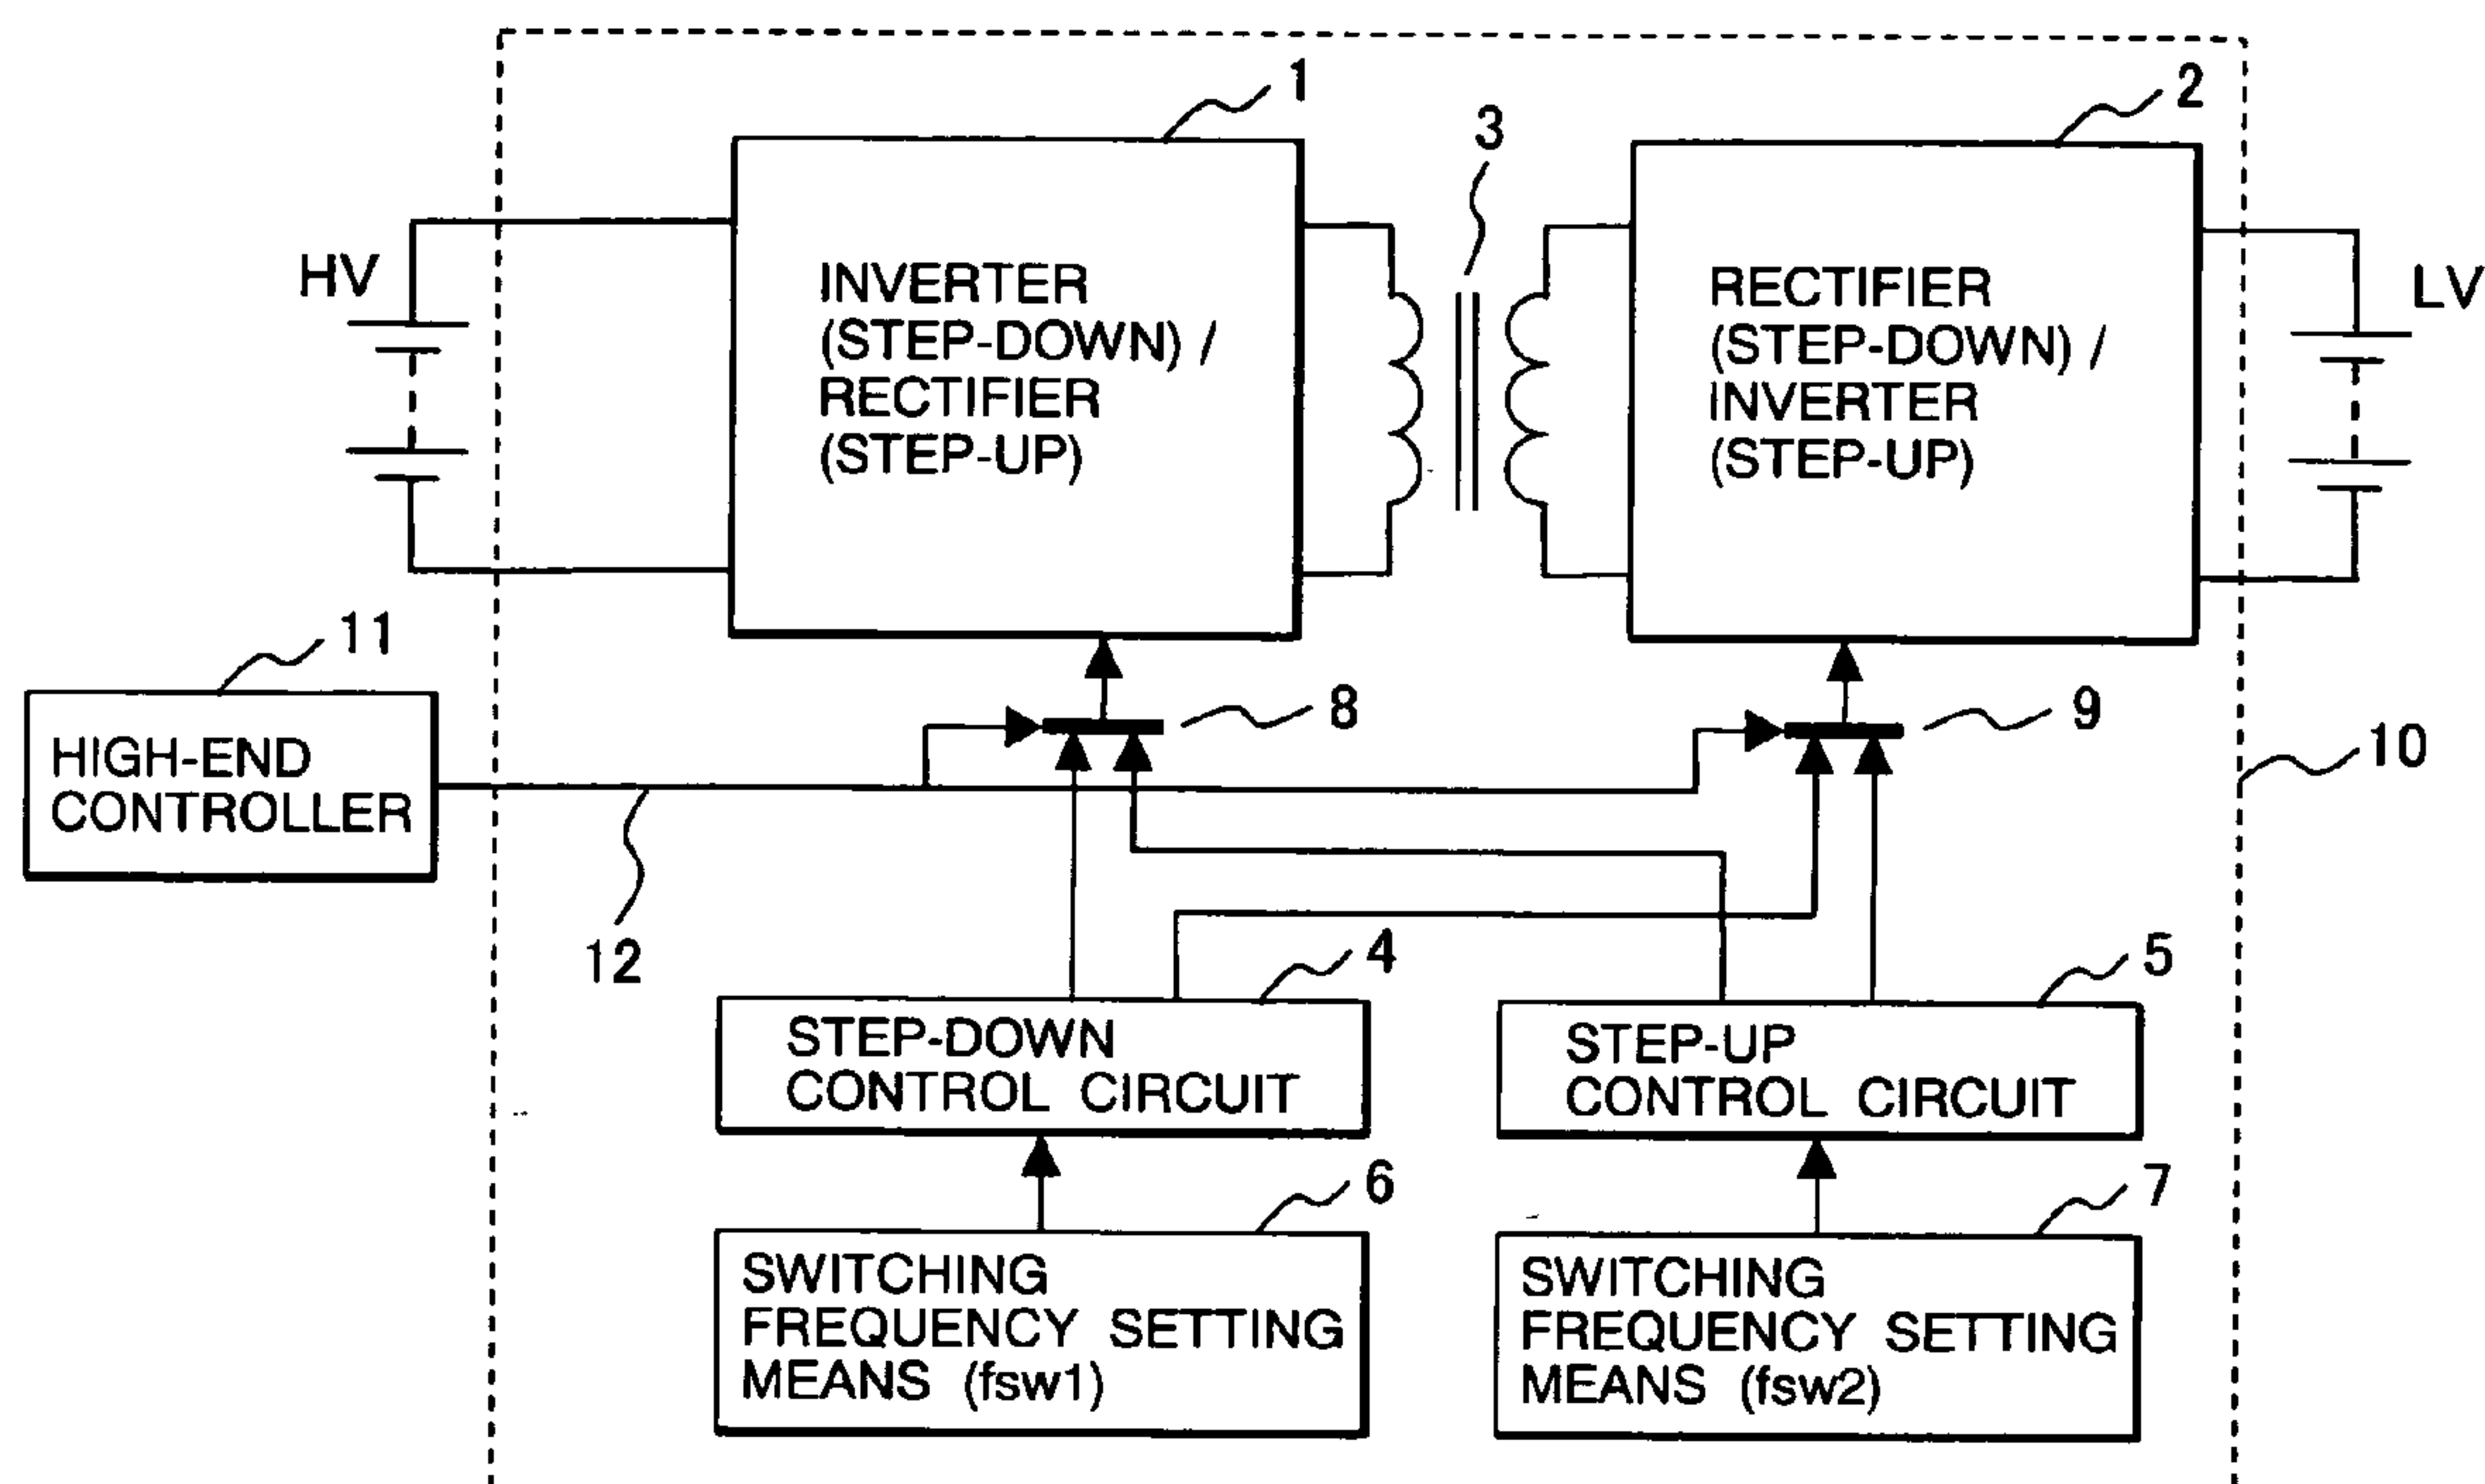 1
2
3
HV
INVERTER
(STEP-DOWN) /
RECTIFIER
(STEP-UP)
RECTIFIER
(STEP-DOWN) /
INVERTER
(STEP-UP)
LV
11
8
9
10
HIGH-END
CONTROLLER
12
4
5
STEP-DOWN
CONTROL CIRCUIT
STEP-UP
CONTROL CIRCUIT
6
7
SWITCHING
FREQUENCY SETTING
MEANS (fsw1)
SWITCHING
FREQUENCY SETTING
MEANS (fsw2)